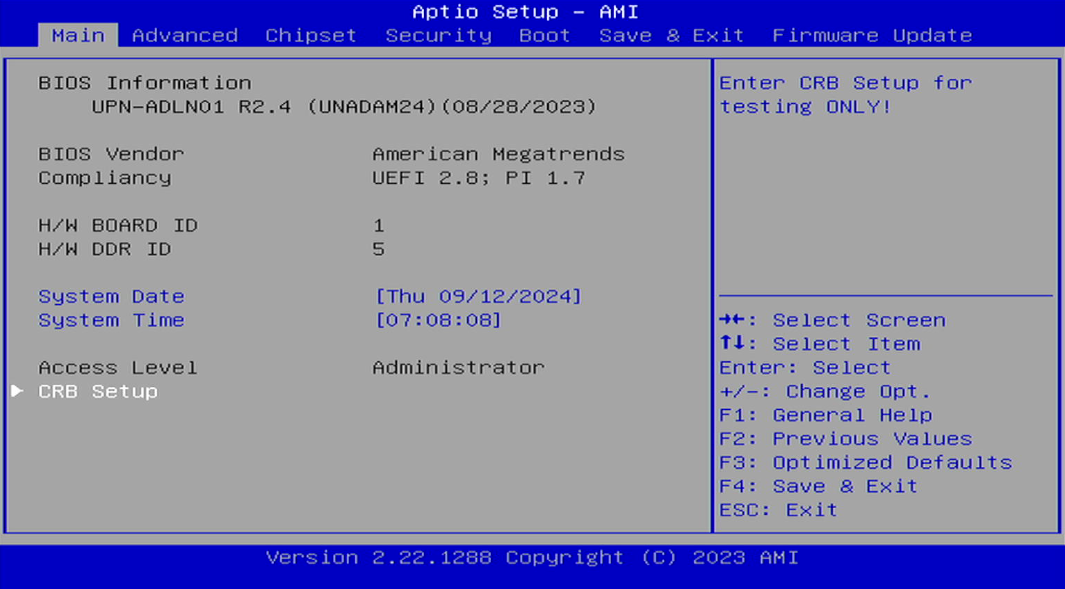 Aptio Setup – AMI
Main Advanced Chipset Security Boot Save & Exit Firmware Update
BIOS Information
UPN-ADLN01 R2.4 (UNADAM24)(08/28/2023)
BIOS Vendor American Megatrends
Compliancy UEFI 2.8; PI 1.7
H/W BOARD ID 1
H/W DDR ID 5
System Date [Thu 09/12/2024]
System Time [07:08:08]
Access Level Administrator
▶ CRB Setup
Enter CRB Setup for
testing ONLY!
→←: Select Screen
↑↓: Select Item
Enter: Select
+/-: Change Opt.
F1: General Help
F2: Previous Values
F3: Optimized Defaults
F4: Save & Exit
ESC: Exit
Version 2.22.1288 Copyright (C) 2023 AMI